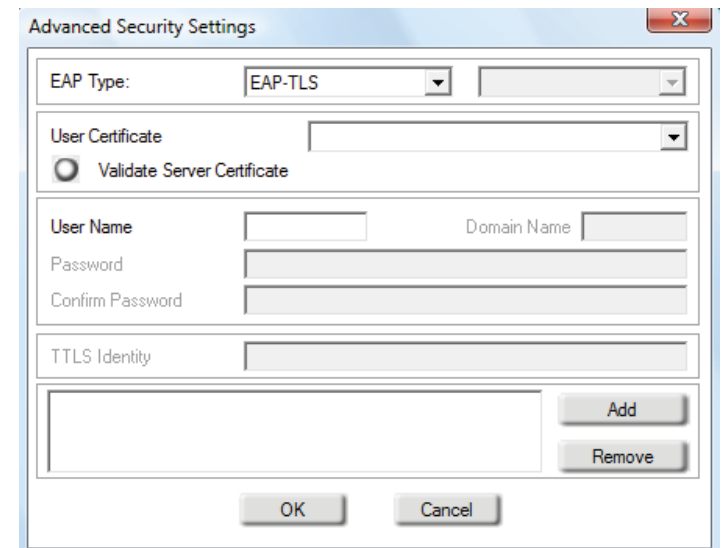 Advanced Security Settings
EAP Type: EAP-TLS
User Certificate
Validate Server Certificate
User Name Domain Name
Password
Confirm Password
TTLS Identity
Add
Remove
OK Cancel